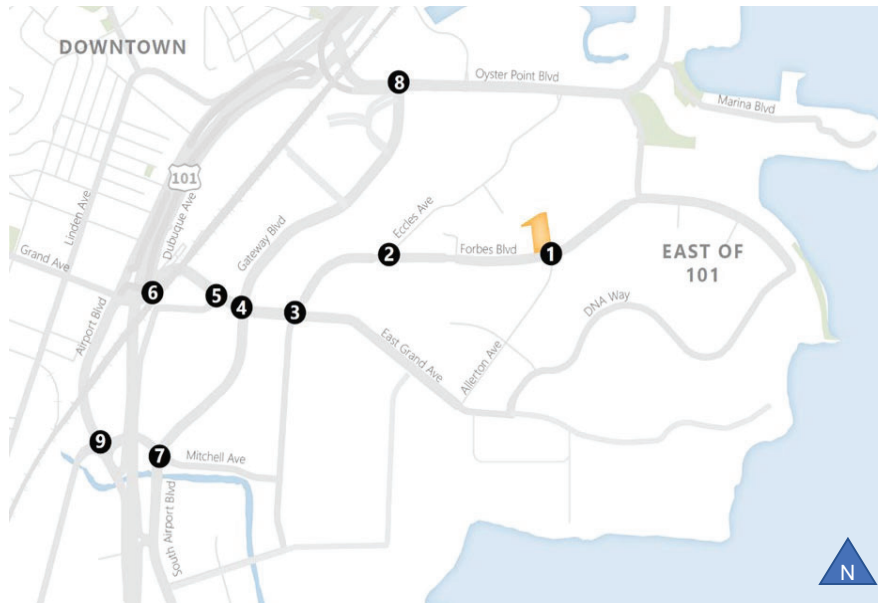 DOWNTOWN
8
Oyster Point Blvd
Marina Blvd
101
Linden Ave
Dubuque Ave
Gateway Blvd
Eccles Ave
2
Forbes Blvd
1
EAST OF
101
Grand Ave
6
5
4
3
DNA Way
Airport Blvd
East Grand Ave
Allerton Ave
9
7
Mitchell Ave
South Airport Blvd
N